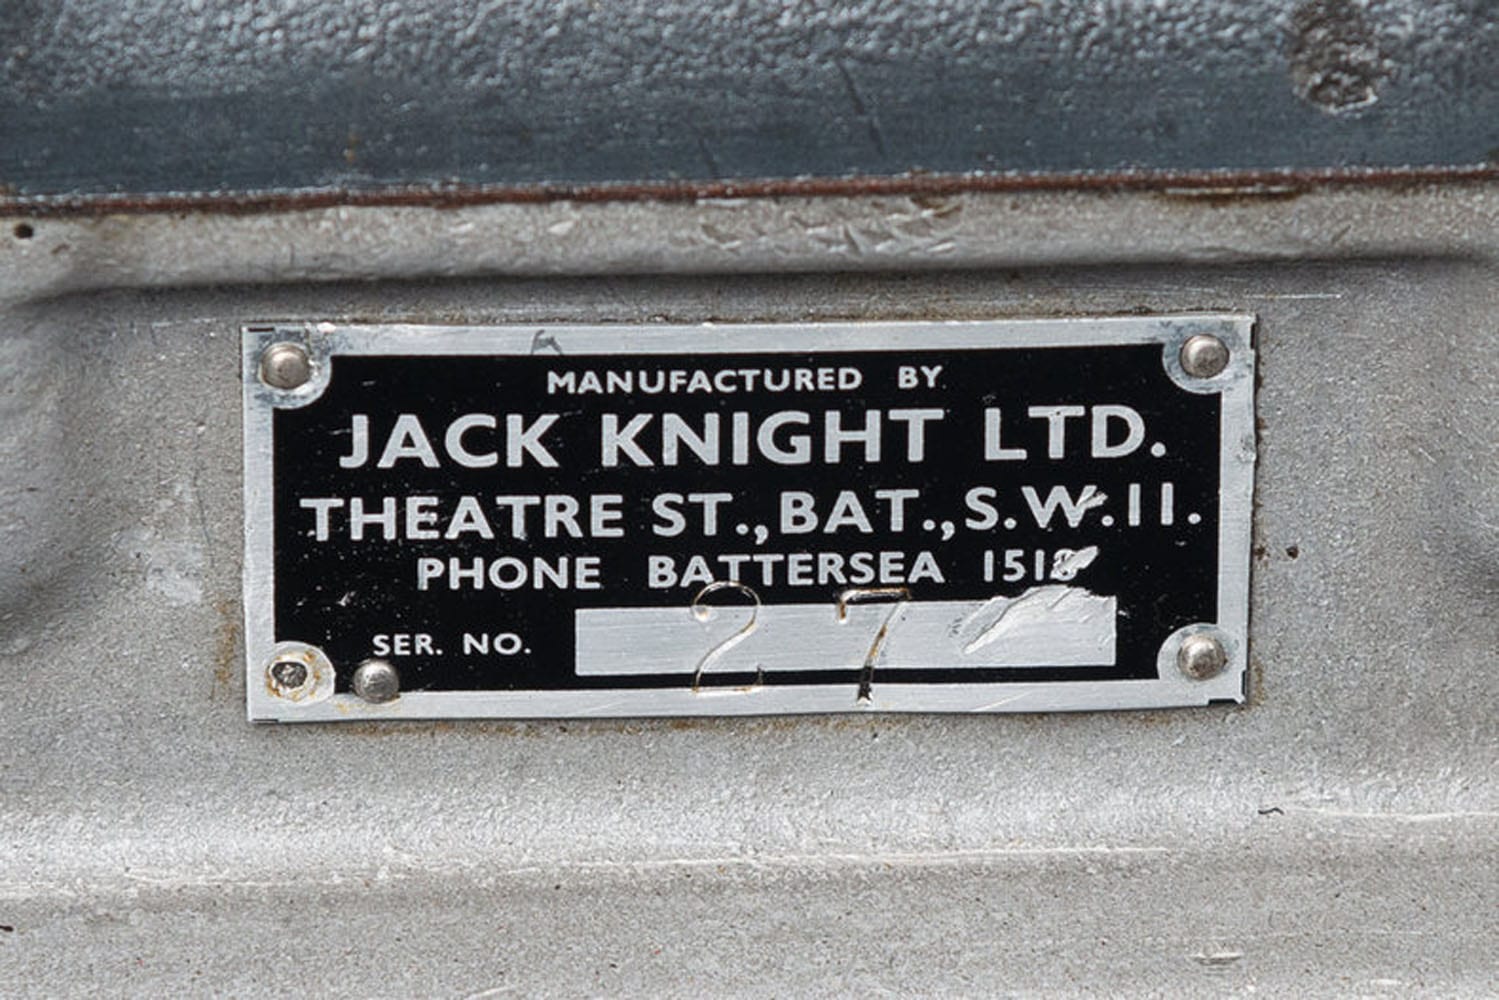 MANUFACTURED BY
JACK KNIGHT LTD.
THEATRE ST., BAT., S.W.11.
PHONE BATTERSEA
SER. NO. 27